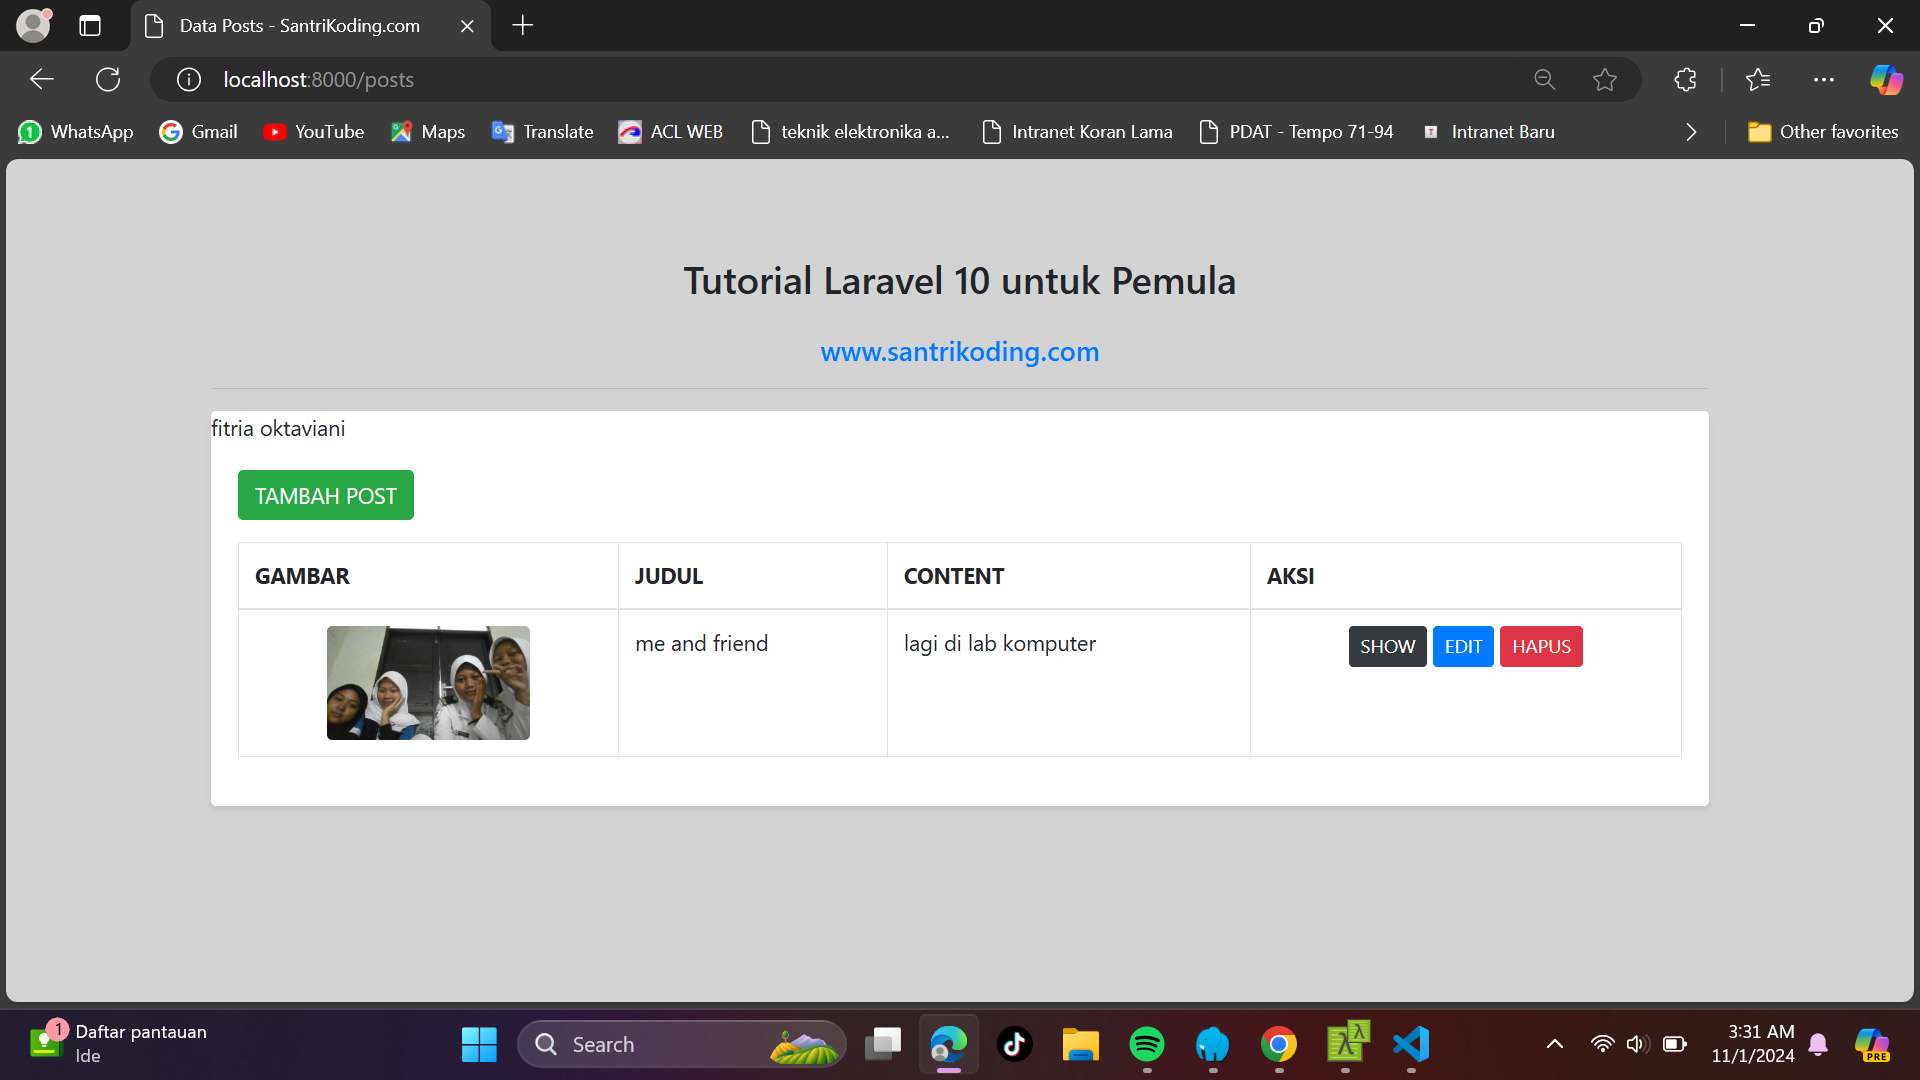 Data Posts - SantriKoding.com
localhost:8000/posts
WhatsApp Gmail YouTube Maps Translate ACL WEB teknik elektronika a... Intranet Koran Lama PDAT - Tempo 71-94 Intranet Baru Other favorites
Tutorial Laravel 10 untuk Pemula
www.santrikoding.com
fitria oktaviani
TAMBAH POST
GAMBAR JUDUL CONTENT AKSI
me and friend lagi di lab komputer SHOW EDIT HAPUS
1 Daftar pantauan
Ide
Search
PRE
3:31 AM
11/1/2024